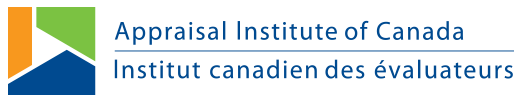 Appraisal Institute of Canada
Institut canadien des évaluateurs